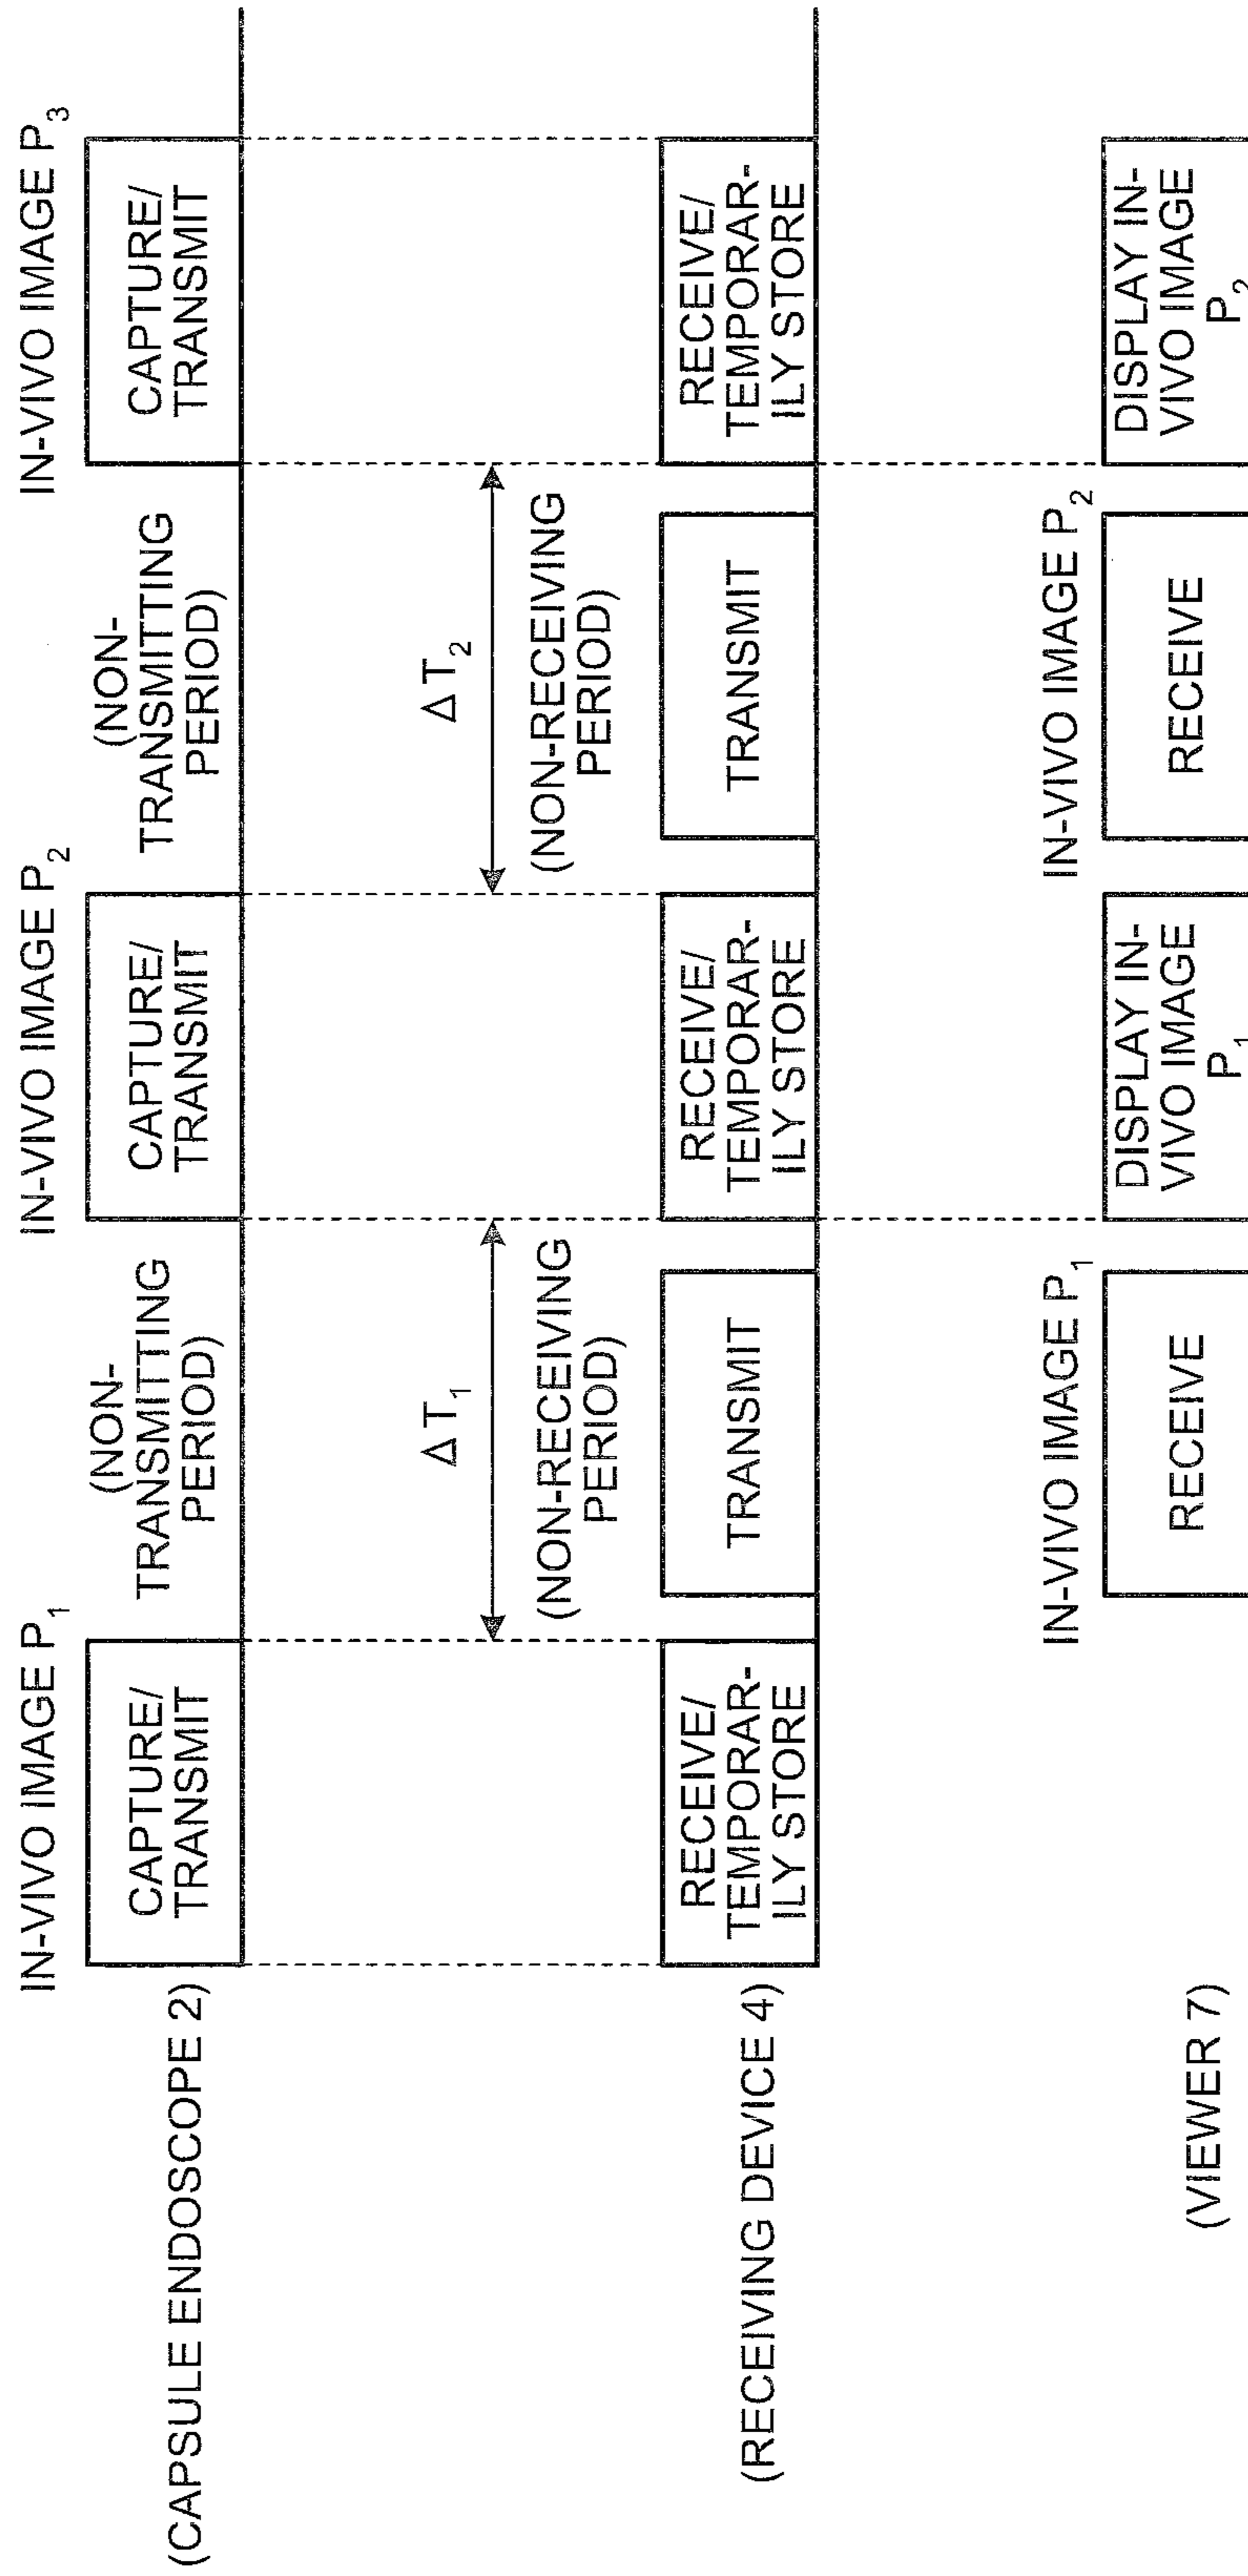 IN-VIVO IMAGE P1
IN-VIVO IMAGE P2
IN-VIVO IMAGE P3
(CAPSULE ENDOSCOPE 2)
CAPTURE/
TRANSMIT
(NON-
TRANSMITTING
PERIOD)
CAPTURE/
TRANSMIT
(NON-
TRANSMITTING
PERIOD)
CAPTURE/
TRANSMIT
ΔT1
(NON-RECEIVING
PERIOD)
ΔT2
(NON-RECEIVING
PERIOD)
(RECEIVING DEVICE 4)
RECEIVE/
TEMPORAR-
ILY STORE
TRANSMIT
RECEIVE/
TEMPORAR-
ILY STORE
TRANSMIT
RECEIVE/
TEMPORAR-
ILY STORE
IN-VIVO IMAGE P1
IN-VIVO IMAGE P2
(VIEWER 7)
RECEIVE
DISPLAY IN-
VIVO IMAGE
P1
RECEIVE
DISPLAY IN-
VIVO IMAGE
P2